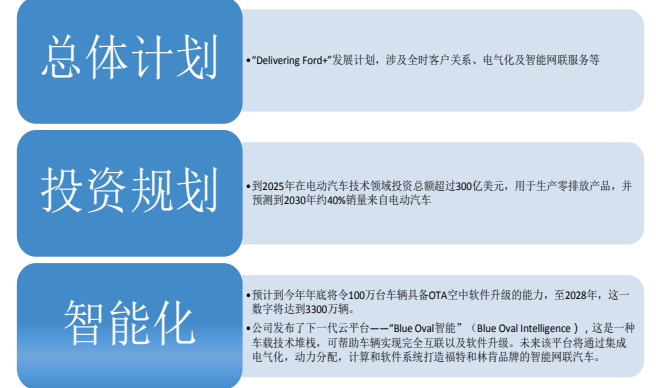 总体计划
•“Delivering Ford+”发展计划，涉及全时客户关系、电气化及智能网联服务等
投资规划
•到2025年在电动汽车技术领域投资总额超过300亿美元，用于生产零排放产品，并
预测到2030年约40%销量来自电动汽车
智能化
•预计到今年年底将令100万台车辆具备OTA空中软件升级的能力，至2028年，这一
数字将达到3300万辆。
•公司发布了下一代云平台——“Blue Oval智能”（Blue Oval Intelligence），这是一种
车载技术堆栈，可帮助车辆实现完全互联以及软件升级。未来该平台将通过集成
电气化，动力分配，计算和软件系统打造福特和林肯品牌的智能网联汽车。